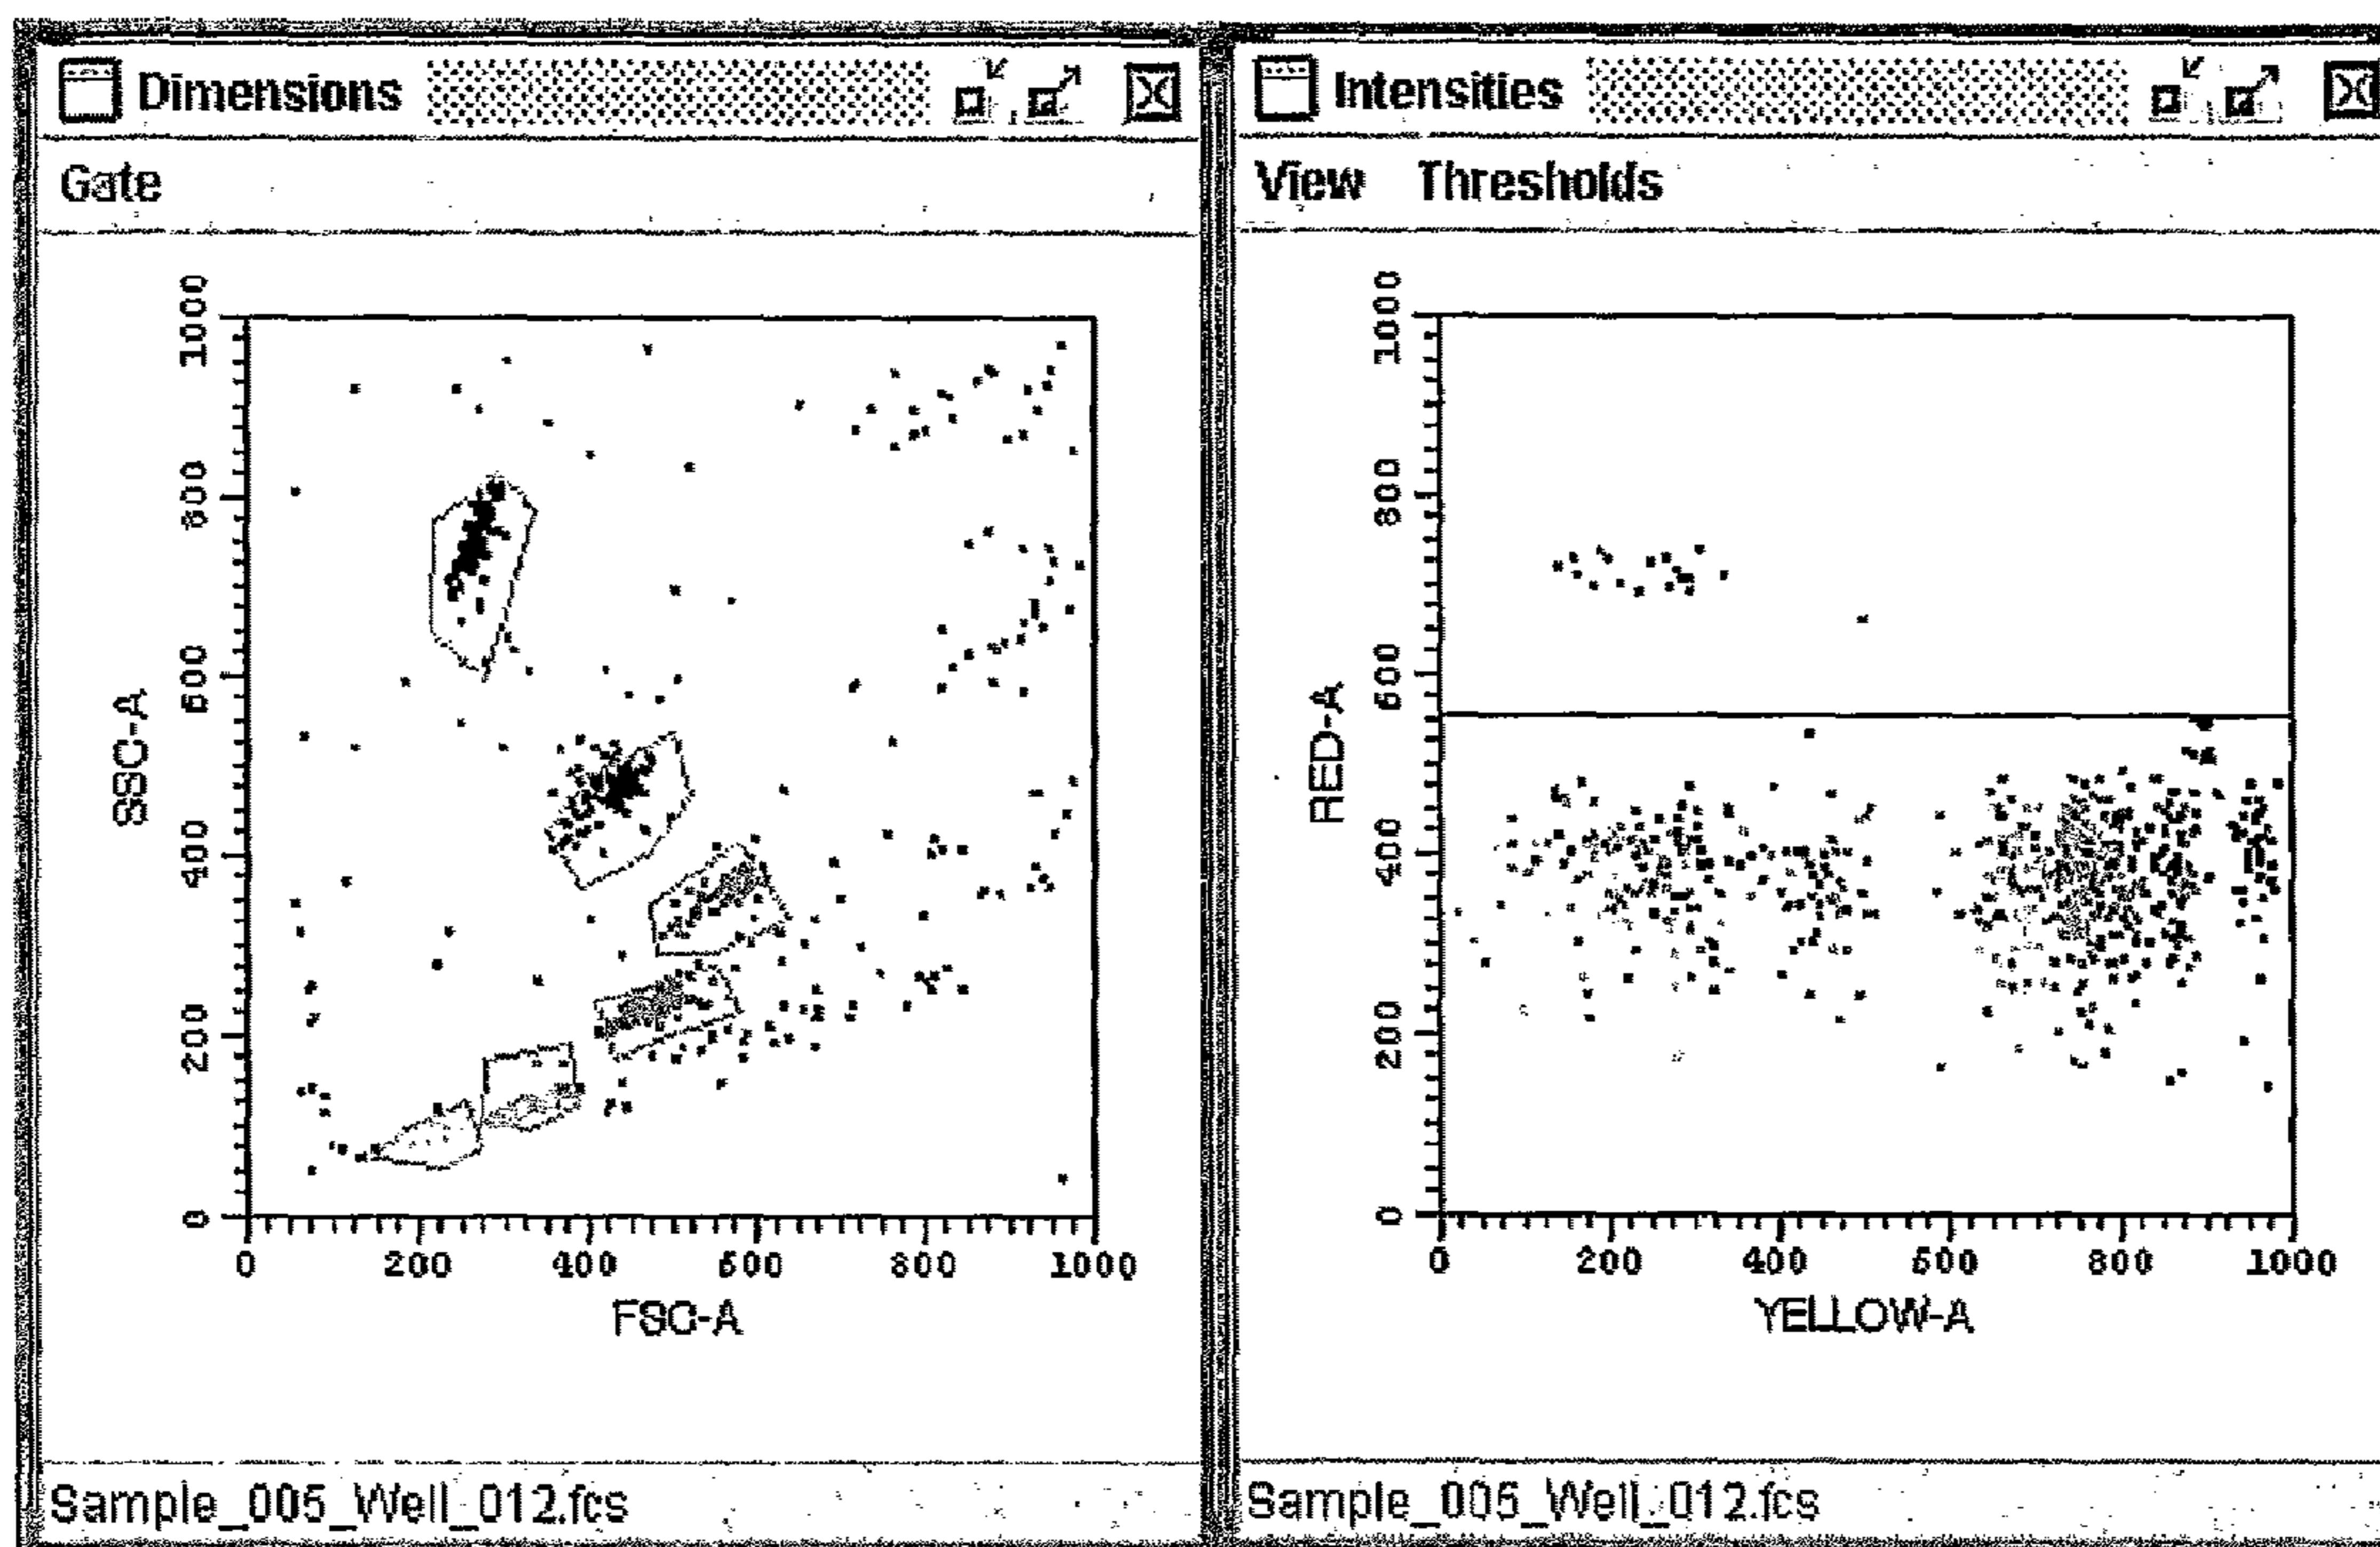 Dimensions
Gate
1000
800
600
400
200
0
SSC-A
0 200 400 600 800 1000
FSC-A
Sample_005_Well_012.fcs
Intensities
View Thresholds
1000
800
600
400
200
0
RED-A
0 200 400 600 800 1000
YELLOW-A
Sample_005_Well_012.fcs